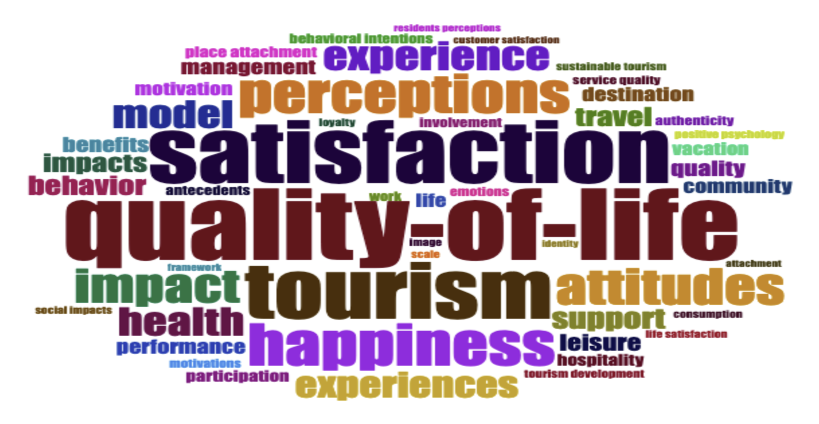 residents perceptions
behavioral intentions
customer satisfaction
place attachment
experience
management
sustainable tourism
service quality
motivation
perceptions
destination
model
travel
loyalty
involvement
authenticity
positive psychology
benefits
satisfaction
vacation
impacts
quality
behavior
antecedents
community
work
life
emotions
quality-of-life
image
identity
scale
attachment
framework
impact
tourism
attitudes
social impacts
health
support
consumption
happiness
life satisfaction
performance
leisure
motivations
hospitality
participation
tourism development
experiences